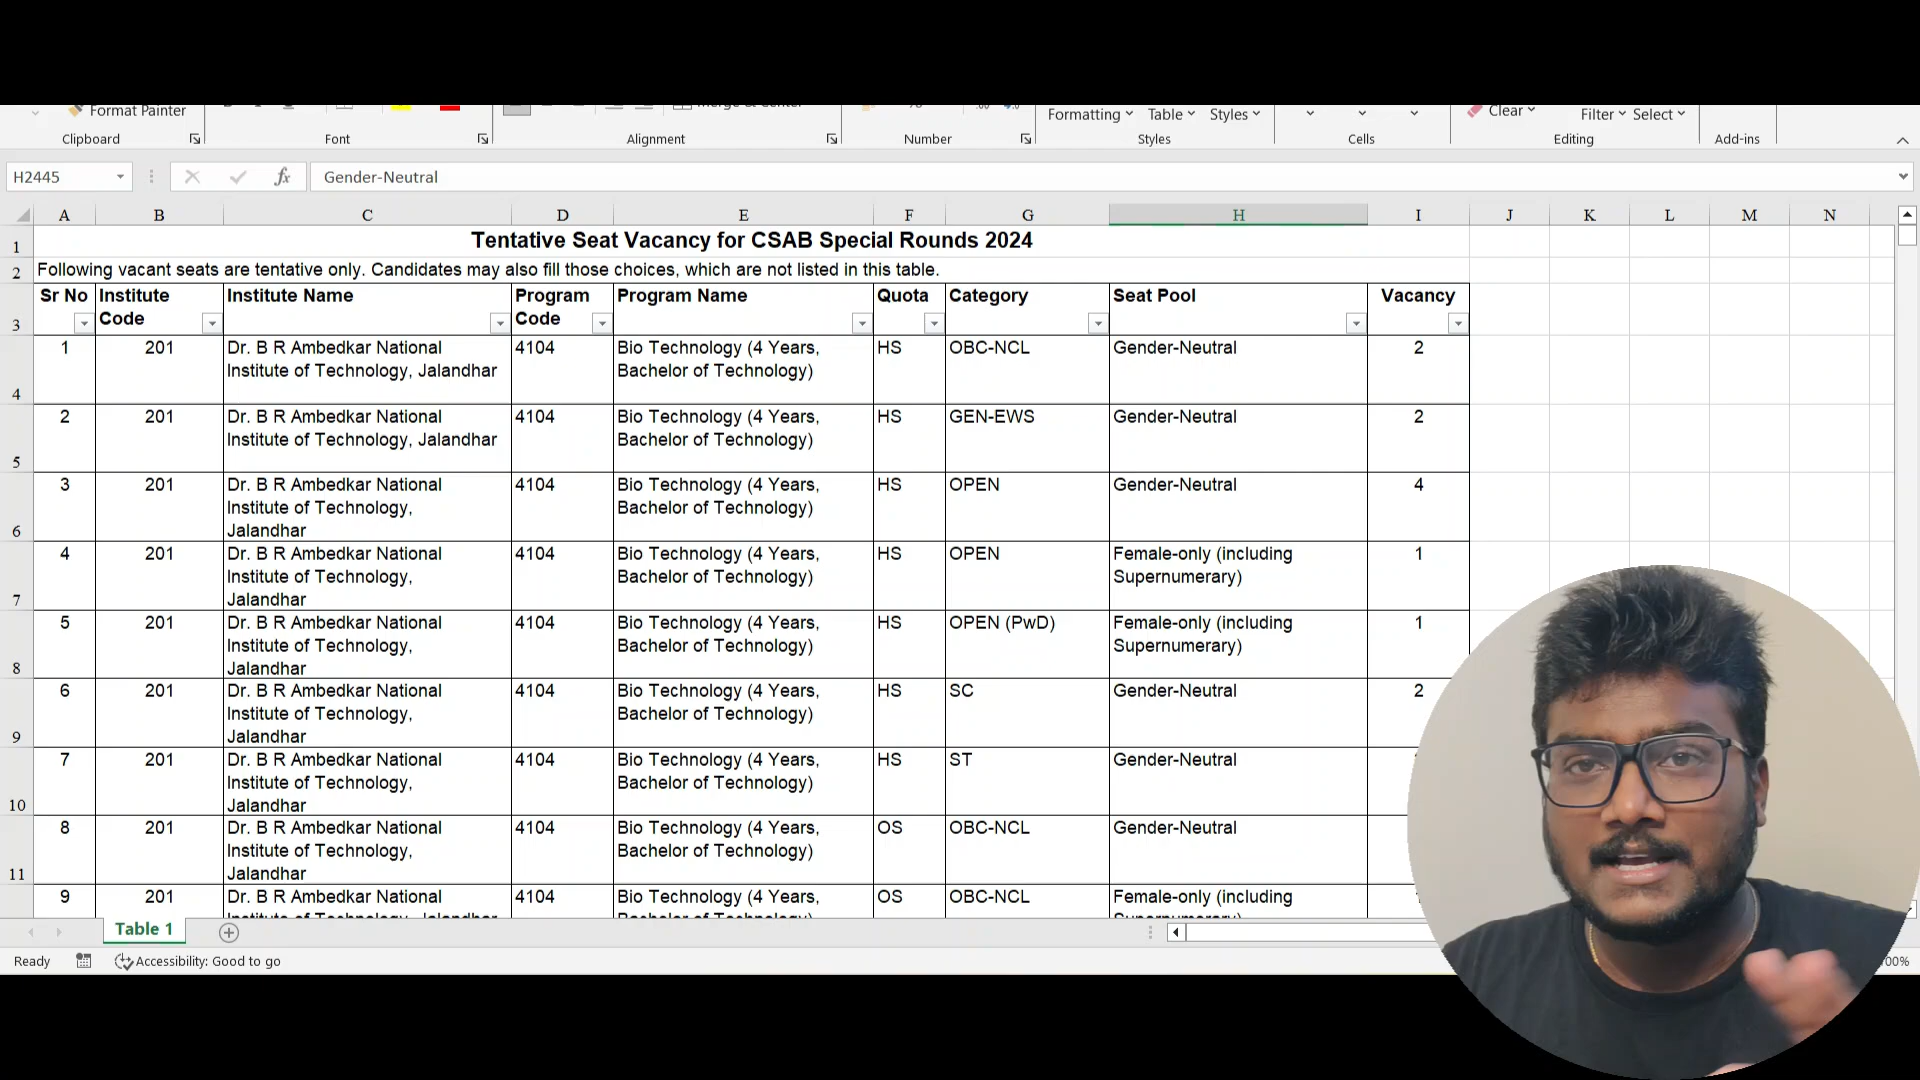 Format Painter
Merge & Center
Formatting Table Styles
Clear
Filter Select
Clipboard Font Alignment Number Styles Cells Editing Add-ins
H2445 fx Gender-Neutral
A B C D E F G H I J K L M N
1 Tentative Seat Vacancy for CSAB Special Rounds 2024
2 Following vacant seats are tentative only. Candidates may also fill those choices, which are not listed in this table.
Sr No Institute Institute Name Program Program Name Quota Category Seat Pool Vacancy
Code Code
3
1 201 Dr. B R Ambedkar National 4104 Bio Technology (4 Years, HS OBC-NCL Gender-Neutral 2
Institute of Technology, Jalandhar Bachelor of Technology)
4
2 201 Dr. B R Ambedkar National 4104 Bio Technology (4 Years, HS GEN-EWS Gender-Neutral 2
Institute of Technology, Jalandhar Bachelor of Technology)
5
3 201 Dr. B R Ambedkar National 4104 Bio Technology (4 Years, HS OPEN Gender-Neutral 4
Institute of Technology, Bachelor of Technology)
6 Jalandhar
4 201 Dr. B R Ambedkar National 4104 Bio Technology (4 Years, HS OPEN Female-only (including 1
Institute of Technology, Bachelor of Technology) Supernumerary)
7 Jalandhar
5 201 Dr. B R Ambedkar National 4104 Bio Technology (4 Years, HS OPEN (PwD) Female-only (including 1
Institute of Technology, Bachelor of Technology) Supernumerary)
8 Jalandhar
6 201 Dr. B R Ambedkar National 4104 Bio Technology (4 Years, HS SC Gender-Neutral 2
Institute of Technology, Bachelor of Technology)
9 Jalandhar
7 201 Dr. B R Ambedkar National 4104 Bio Technology (4 Years, HS ST Gender-Neutral
Institute of Technology, Bachelor of Technology)
10 Jalandhar
8 201 Dr. B R Ambedkar National 4104 Bio Technology (4 Years, OS OBC-NCL Gender-Neutral
Institute of Technology, Bachelor of Technology)
11 Jalandhar
9 201 Dr. B R Ambedkar National 4104 Bio Technology (4 Years, OS OBC-NCL Female-only (including
Institute of Technology, Jalandhar Bachelor of Technology) Supernumerary)
Table 1
Ready Accessibility: Good to go